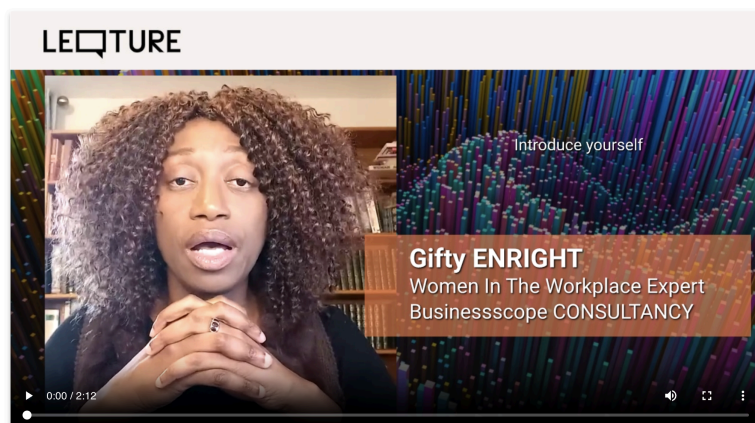 LECTURE
Introduce yourself
Gifty ENRIGHT
Women In The Workplace Expert
Businessscope CONSULTANCY
0:00 / 2:12